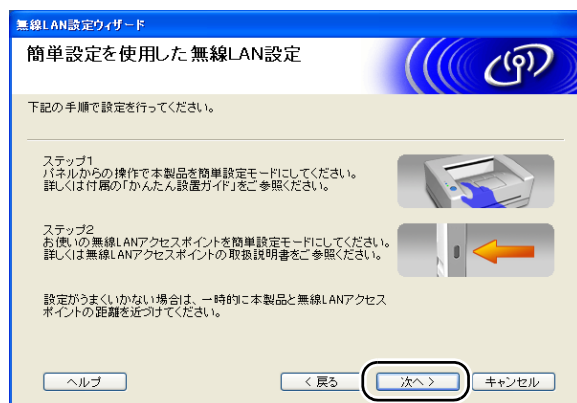 無線LAN設定ウィザード
簡単設定を使用した無線LAN設定
下記の手順で設定を行ってください。
ステップ1
パネルからの操作で本製品を簡単設定モードにしてください。
詳しくは付属の「かんたん設置ガイド」をご参照ください。
ステップ2
お使いの無線LANアクセスポイントを簡単設定モードにしてください。
詳しくは無線LANアクセスポイントの取扱説明書をご参照ください。
設定がうまくいかない場合は、一時的に本製品と無線LANアクセス
ポイントの距離を近づけてください。
ヘルプ
< 戻る
次へ >
キャンセル